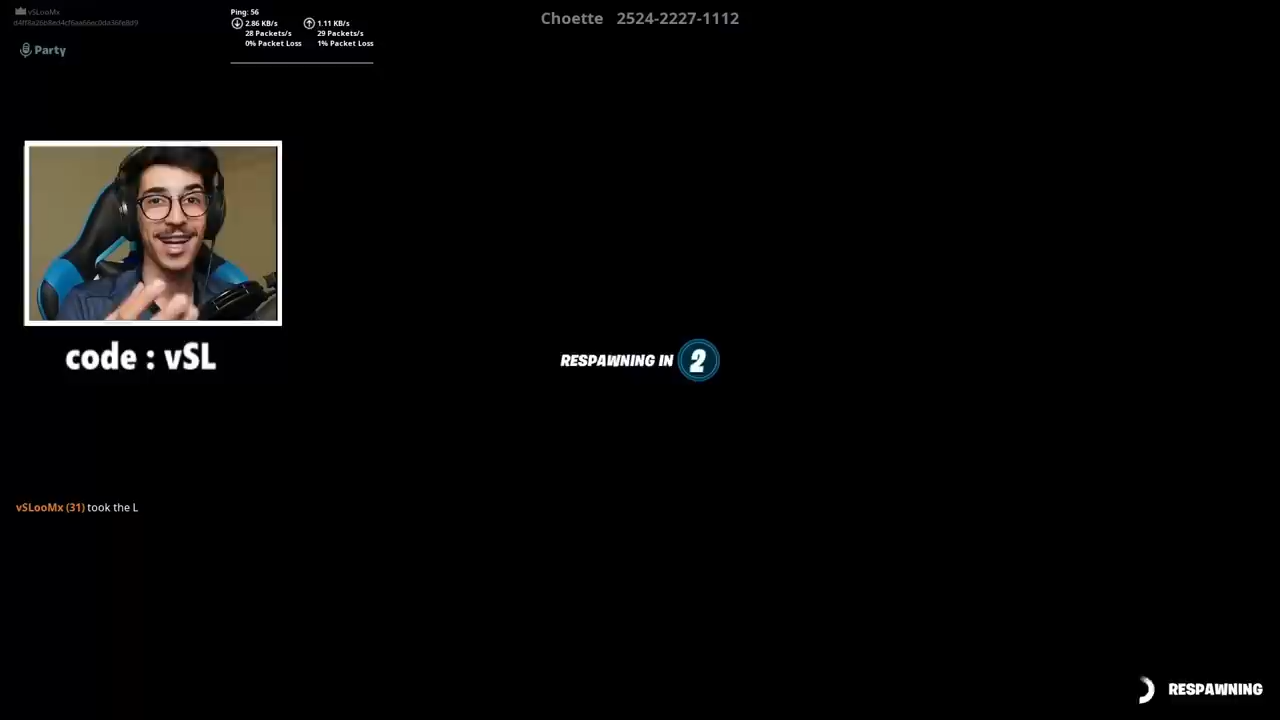 vSLooMx
Ping: 56
2.86 KB/s
1.11 KB/s
28 Packets/s
29 Packets/s
0% Packet Loss
1% Packet Loss
Choette 2524-2227-1112
Party
code : vSL
RESPAWNING IN 2
vSLooMx (31) took the L
RESPAWNING